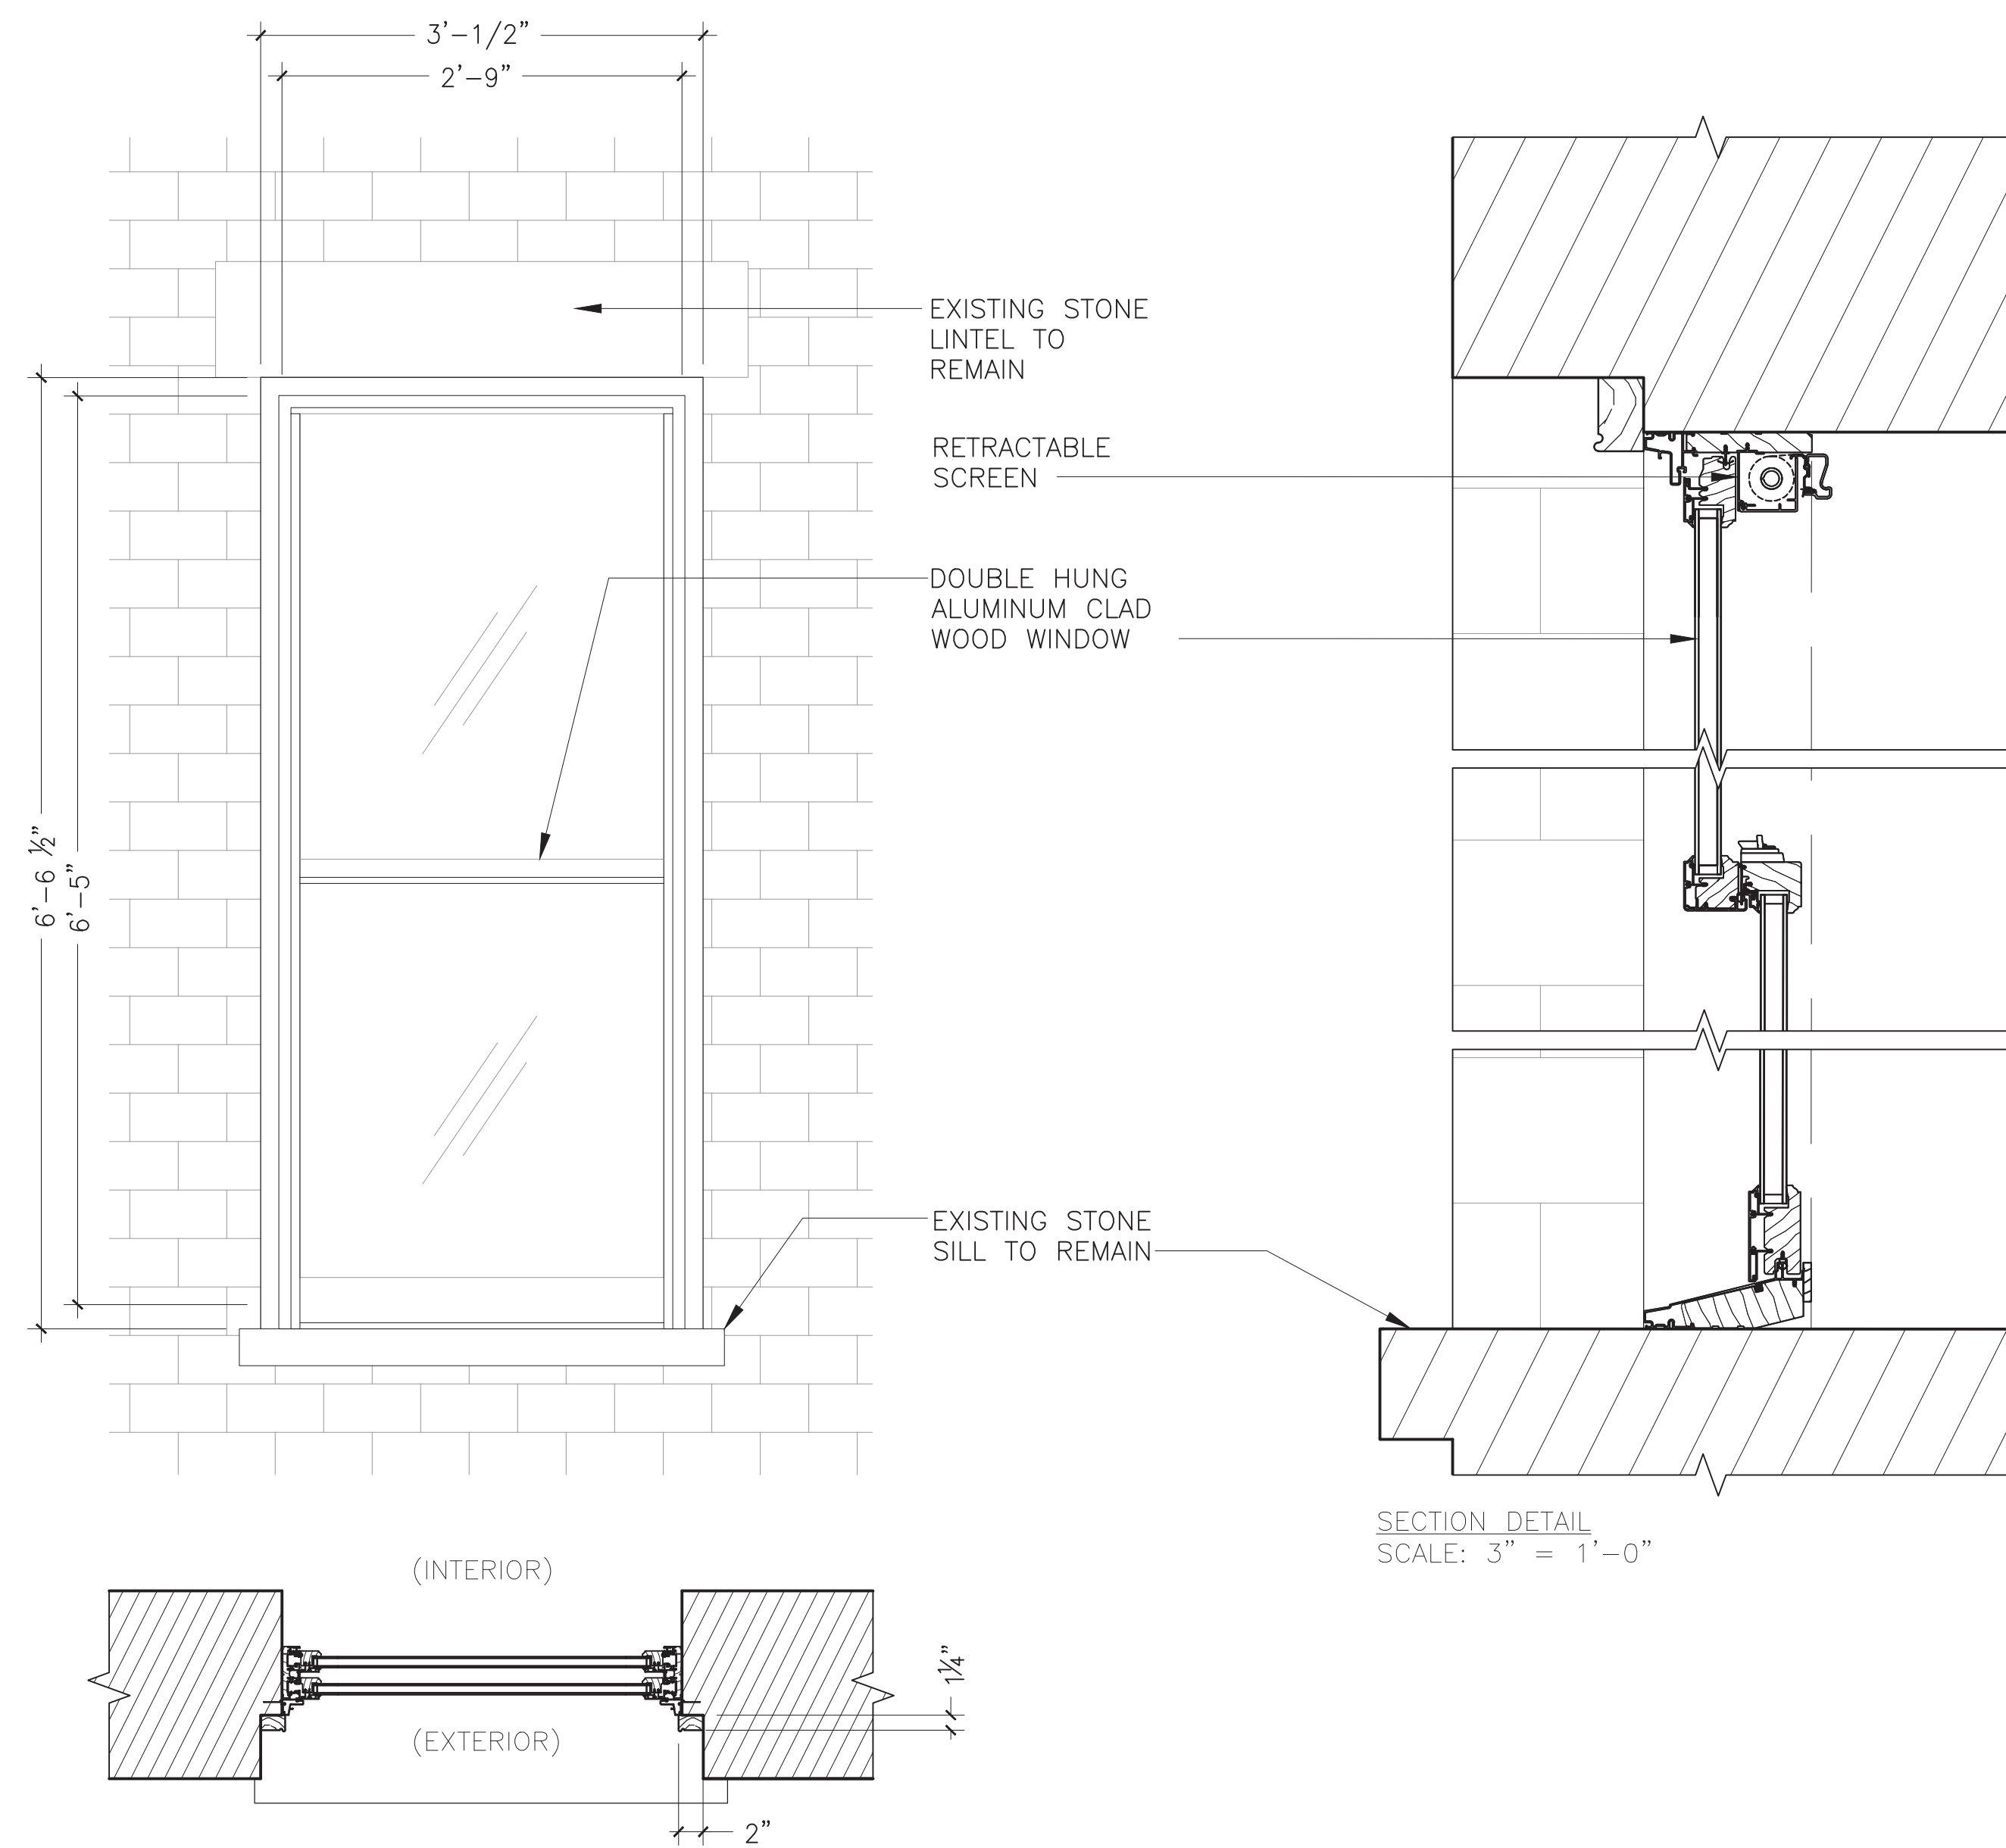 3'-1/2"
2'-9"
EXISTING STONE
LINTEL TO
REMAIN
RETRACTABLE
SCREEN
DOUBLE HUNG
ALUMINUM CLAD
WOOD WINDOW
6'-6 ½"
6'-5"
EXISTING STONE
SILL TO REMAIN
SECTION DETAIL
SCALE: 3" = 1'-0"
(INTERIOR)
1¼"
(EXTERIOR)
2"